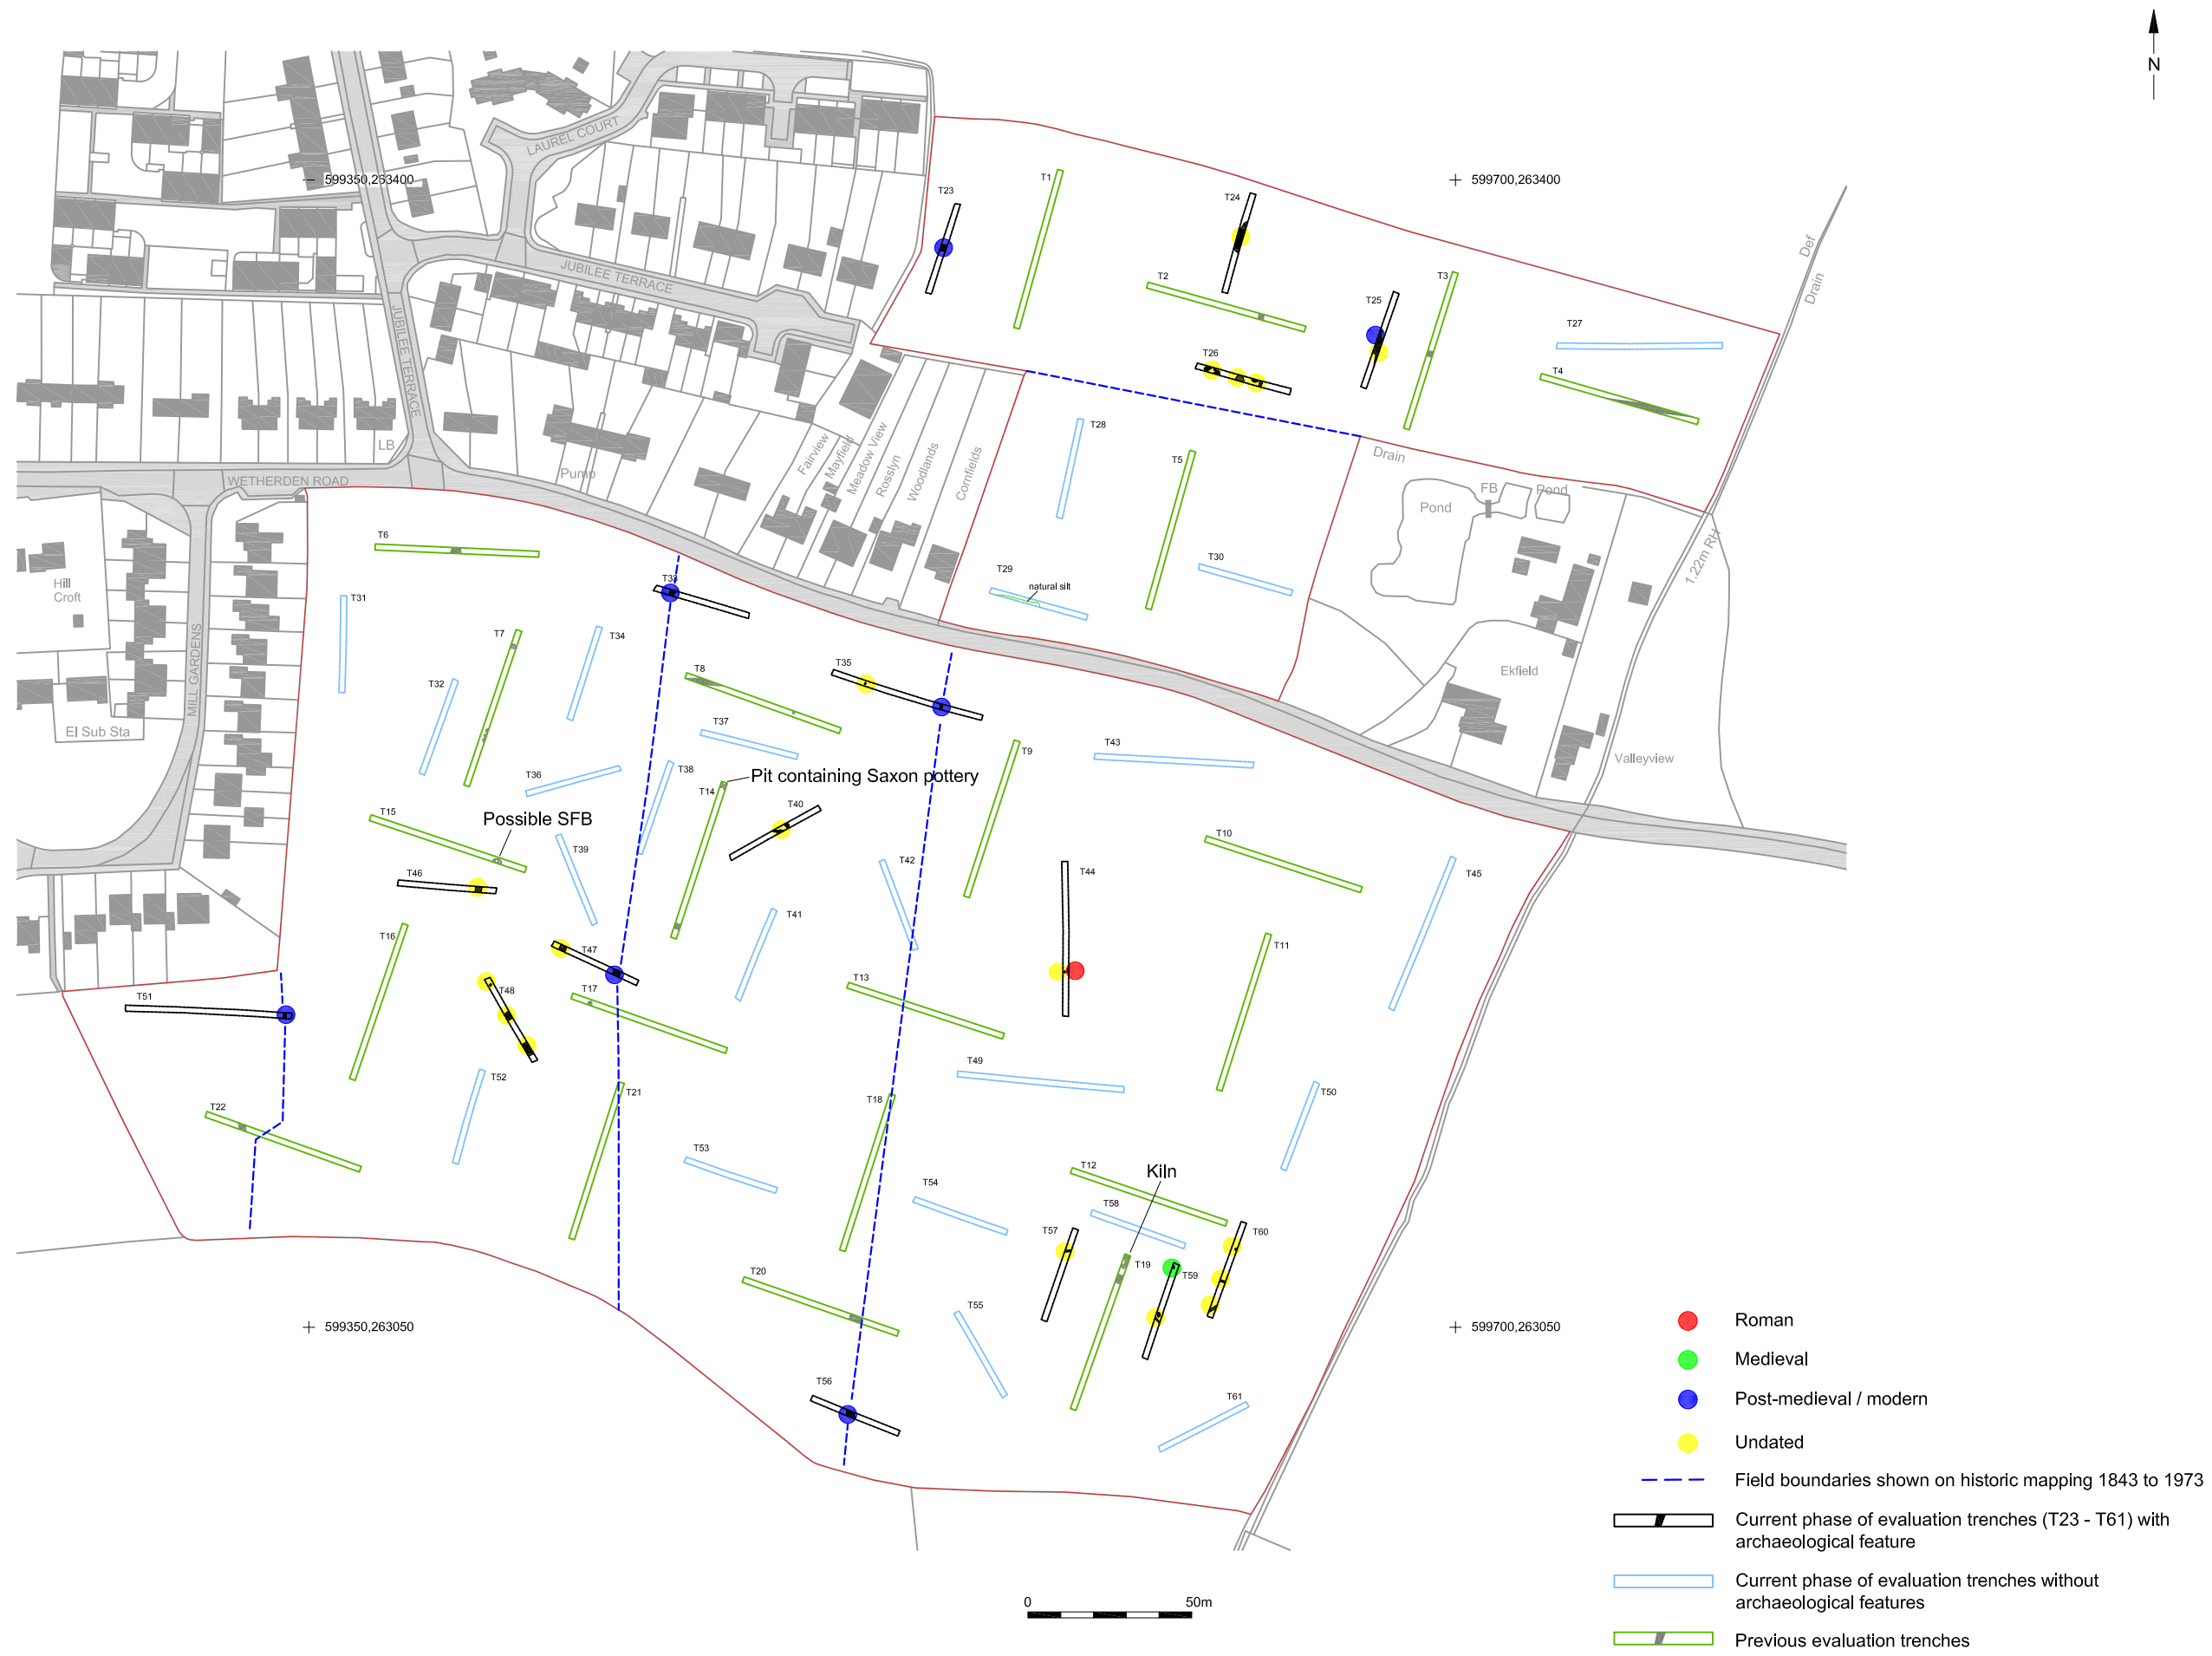 N
599350,263400
599700,263400
LAUREL COURT
JUBILEE TERRACE
JUBILEE TERRACE
T23
T1
T24
T2
T3
T25
T26
T27
T4
Def
Drain
LB
Pump
WETHERDEN ROAD
Fairview
Mayfield
Meadow View
Rosslyn
Woodlands
Cornfields
T28
T5
Drain
Pond
FB
Pond
T29
natural silt
T30
1.22m RH
Ekfield
Valleyview
Hill
Croft
MILL GARDENS
El Sub Sta
T6
T31
T33
T7
T34
T32
T8
T35
T37
T36
T38
T9
T43
T14
Pit containing Saxon pottery
T40
Possible SFB
T15
T39
T42
T10
T44
T45
T46
T41
T16
T47
T11
T13
T48
T17
T51
T49
T52
T21
T18
T50
T22
T53
T12
Kiln
T54
T58
T57
T60
T19
T59
T20
T55
599350,263050
599700,263050
T56
T61
Roman
Medieval
Post-medieval / modern
Undated
Field boundaries shown on historic mapping 1843 to 1973
Current phase of evaluation trenches (T23 - T61) with
archaeological feature
Current phase of evaluation trenches without
archaeological features
Previous evaluation trenches
0
50m